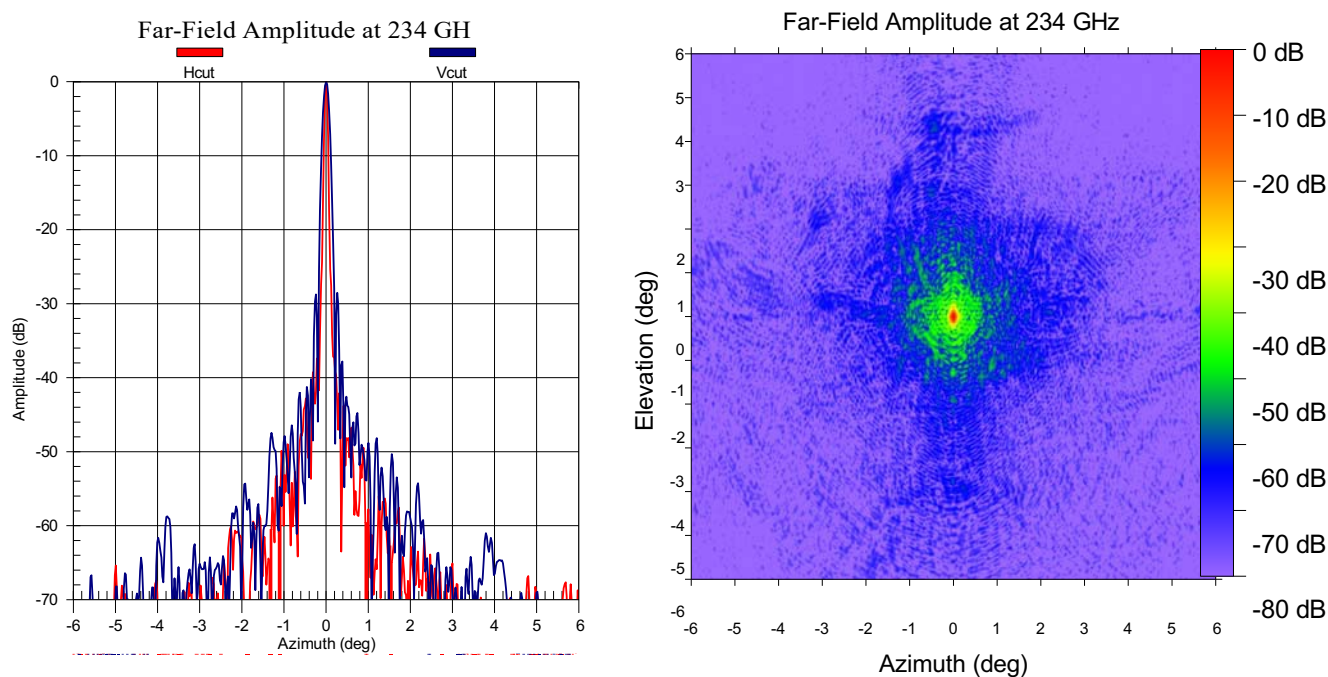 Far-Field Amplitude at 234 GH
Hcut
Vcut
0
-10
-20
-30
-40
-50
-60
-70
Amplitude (dB)
-6 -5 -4 -3 -2 -1 0 1 2 3 4 5 6
Azimuth (deg)
Far-Field Amplitude at 234 GHz
6
5
4
3
2
1
0
-1
-2
-3
-4
-5
-6
Elevation (deg)
-6 -5 -4 -3 -2 -1 0 1 2 3 4 5 6
Azimuth (deg)
0 dB
-10 dB
-20 dB
-30 dB
-40 dB
-50 dB
-60 dB
-70 dB
-80 dB